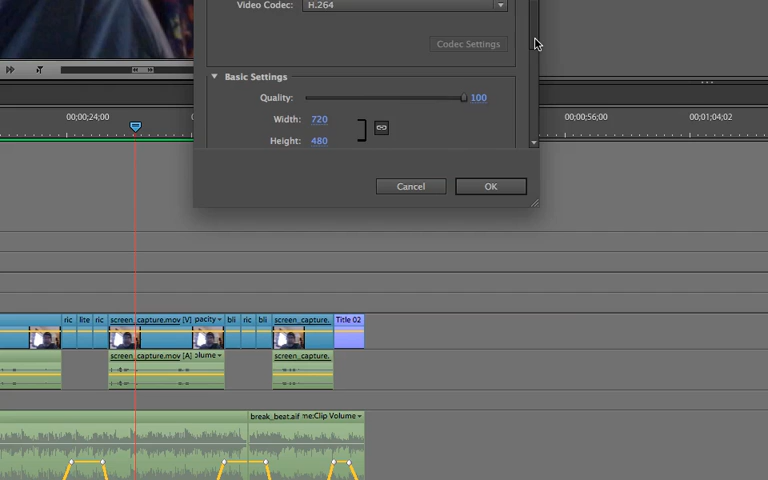 Video Codec: H.264
Codec Settings
Basic Settings
Quality: 100
Width: 720
Height: 480
00;00;24;00 00;00;56;00 00;01;04;02
Cancel OK
ric lite ric screen_capture.mov [V] pacity bli ric bli screen_capture. Title 02
screen_capture.mov [A] olume screen_capture.
break_beat.aif me:Clip Volume